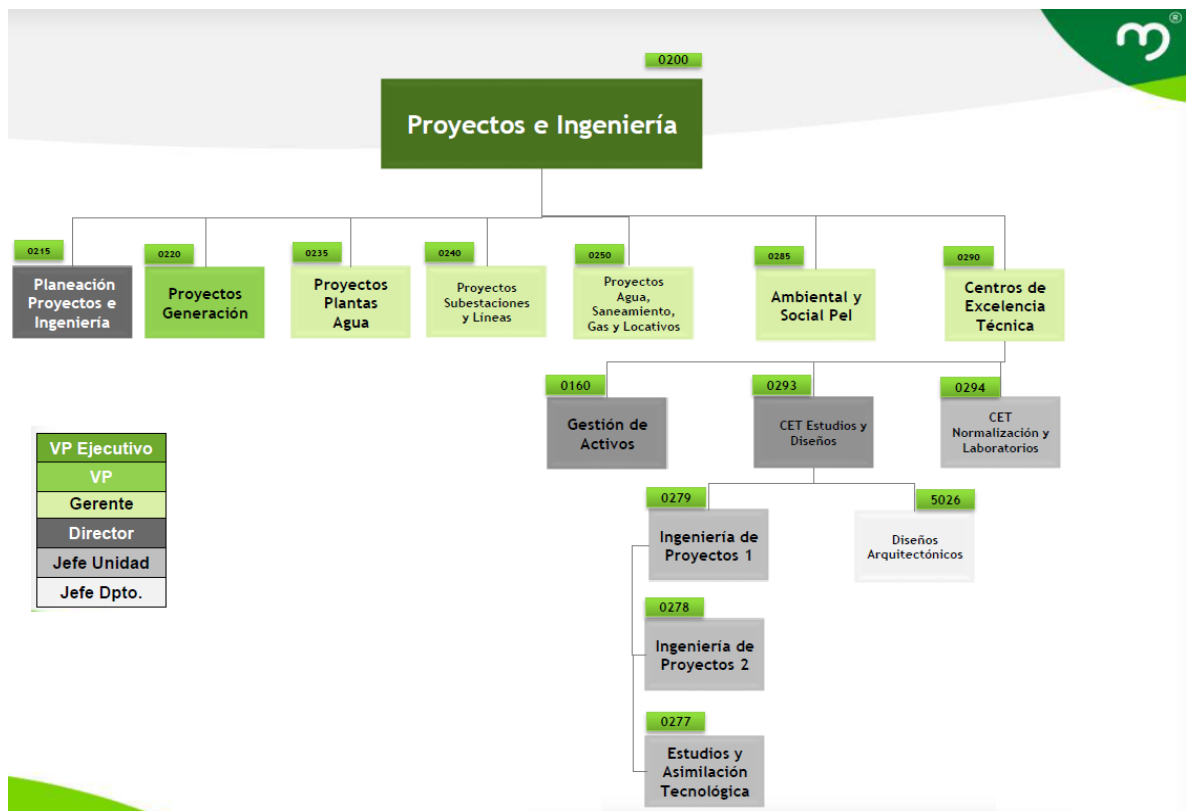 m®
0200
Proyectos e Ingeniería
0215
Planeación
Proyectos e
Ingeniería
0220
Proyectos
Generación
0235
Proyectos
Plantas
Agua
0240
Proyectos
Subestaciones
y Líneas
0250
Proyectos
Agua,
Saneamiento,
Gas y Locativos
0285
Ambiental y
Social PeI
0290
Centros de
Excelencia
Técnica
0160
Gestión de
Activos
0293
CET Estudios y
Diseños
0294
CET
Normalización y
Laboratorios
VP Ejecutivo
VP
Gerente
Director
Jefe Unidad
Jefe Dpto.
0279
Ingeniería de
Proyectos 1
5026
Diseños
Arquitectónicos
0278
Ingeniería de
Proyectos 2
0277
Estudios y
Asimilación
Tecnológica